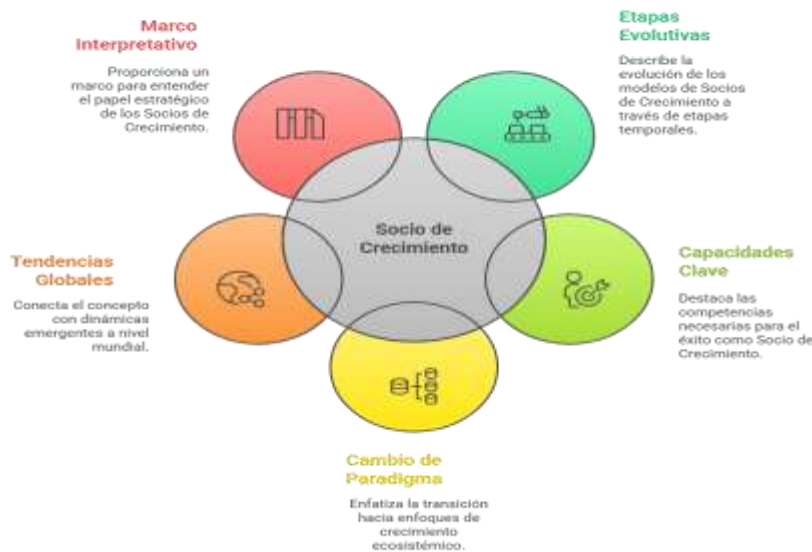 Marco
Interpretativo
Proporciona un
marco para entender
el papel estratégico
de los Socios de
Crecimiento.
Etapas
Evolutivas
Describe la
evolución de los
modelos de Socios
de Crecimiento a
través de etapas
temporales.
Socio de
Crecimiento
Tendencias
Globales
Conecta el concepto
con dinámicas
emergentes a nivel
mundial.
Capacidades
Clave
Destaca las
competencias
necesarias para el
éxito como Socio de
Crecimiento.
Cambio de
Paradigma
Enfatiza la transición
hacia enfoques de
crecimiento
ecosistémico.